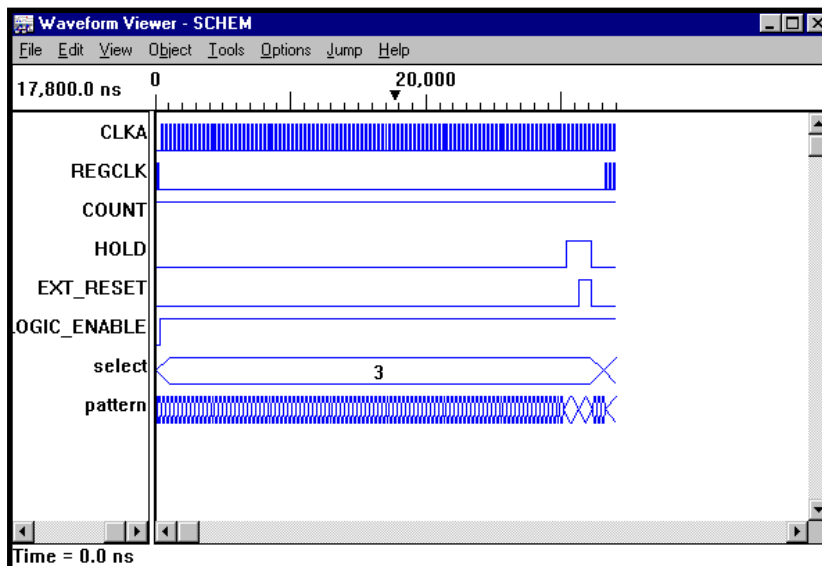 Waveform Viewer - SCHEM
File Edit View Object Tools Options Jump Help
17,800.0 ns 0 20,000
CLKA
REGCLK
COUNT
HOLD
EXT_RESET
LOGIC_ENABLE
select 3
pattern
Time = 0.0 ns